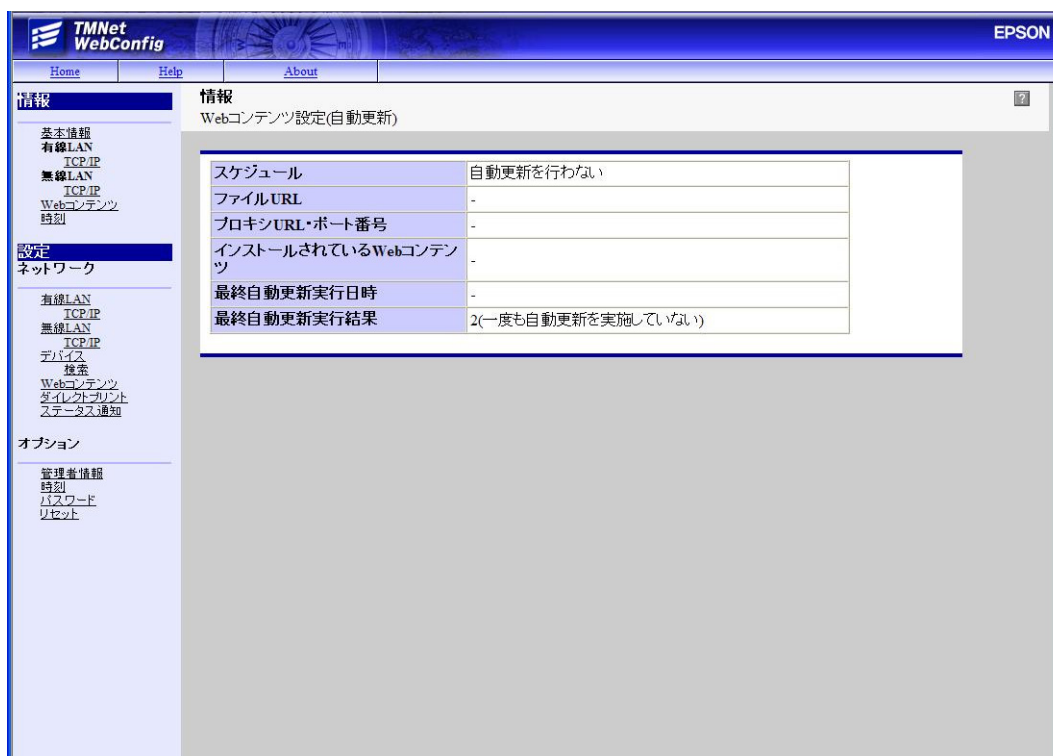 TMNet
WebConfig
EPSON
Home Help About
情報
基本情報
有線LAN
TCP/IP
無線LAN
TCP/IP
Webコンテンツ
時刻
設定
ネットワーク
有線LAN
TCP/IP
無線LAN
TCP/IP
デバイス
検索
Webコンテンツ
ダイレクトプリント
ステータス通知
オプション
管理者情報
時刻
パスワード
リセット
情報
?
Webコンテンツ設定(自動更新)
スケジュール 自動更新を行わない
ファイルURL -
プロキシURL・ポート番号 -
インストールされているWebコンテン
ツ -
最終自動更新実行日時 -
最終自動更新実行結果 2(一度も自動更新を実施していない)